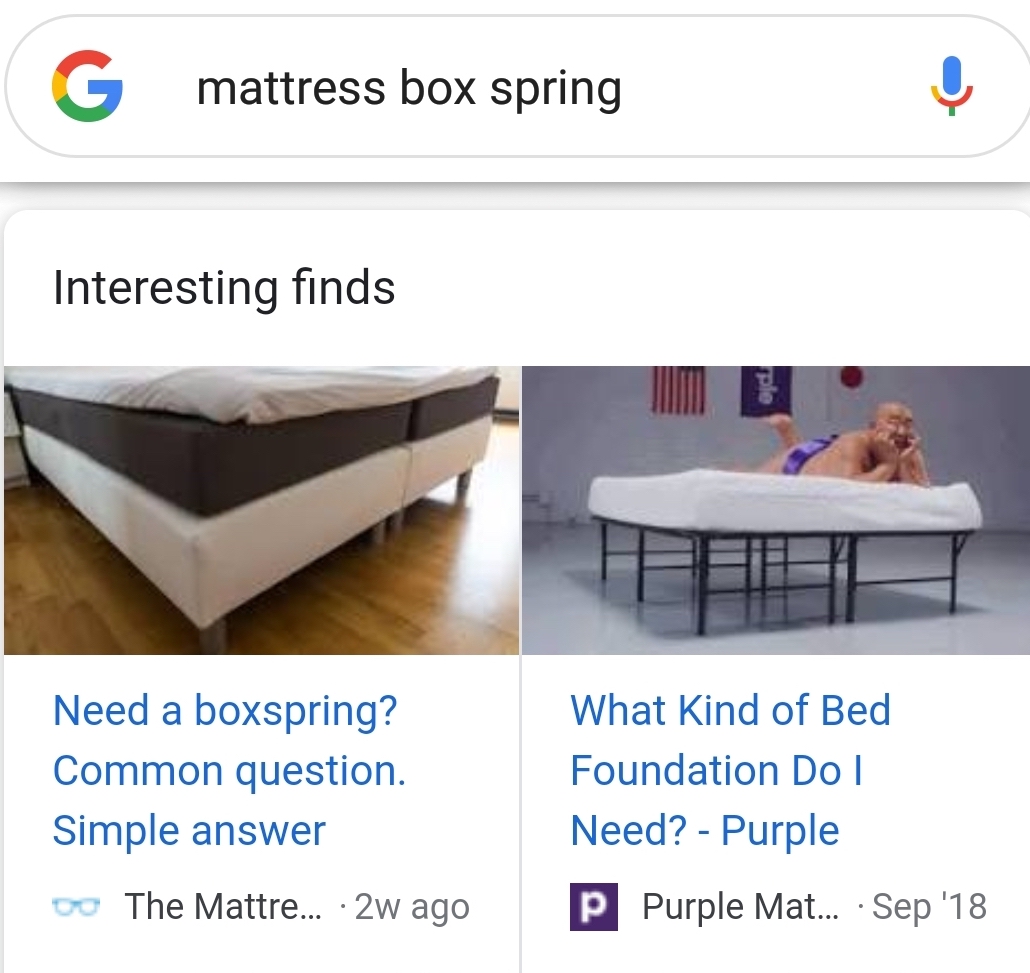 mattress box spring
Interesting finds
rple
Need a boxspring?
Common question.
Simple answer
The Mattre... · 2w ago
What Kind of Bed
Foundation Do I
Need? - Purple
p Purple Mat... · Sep '18